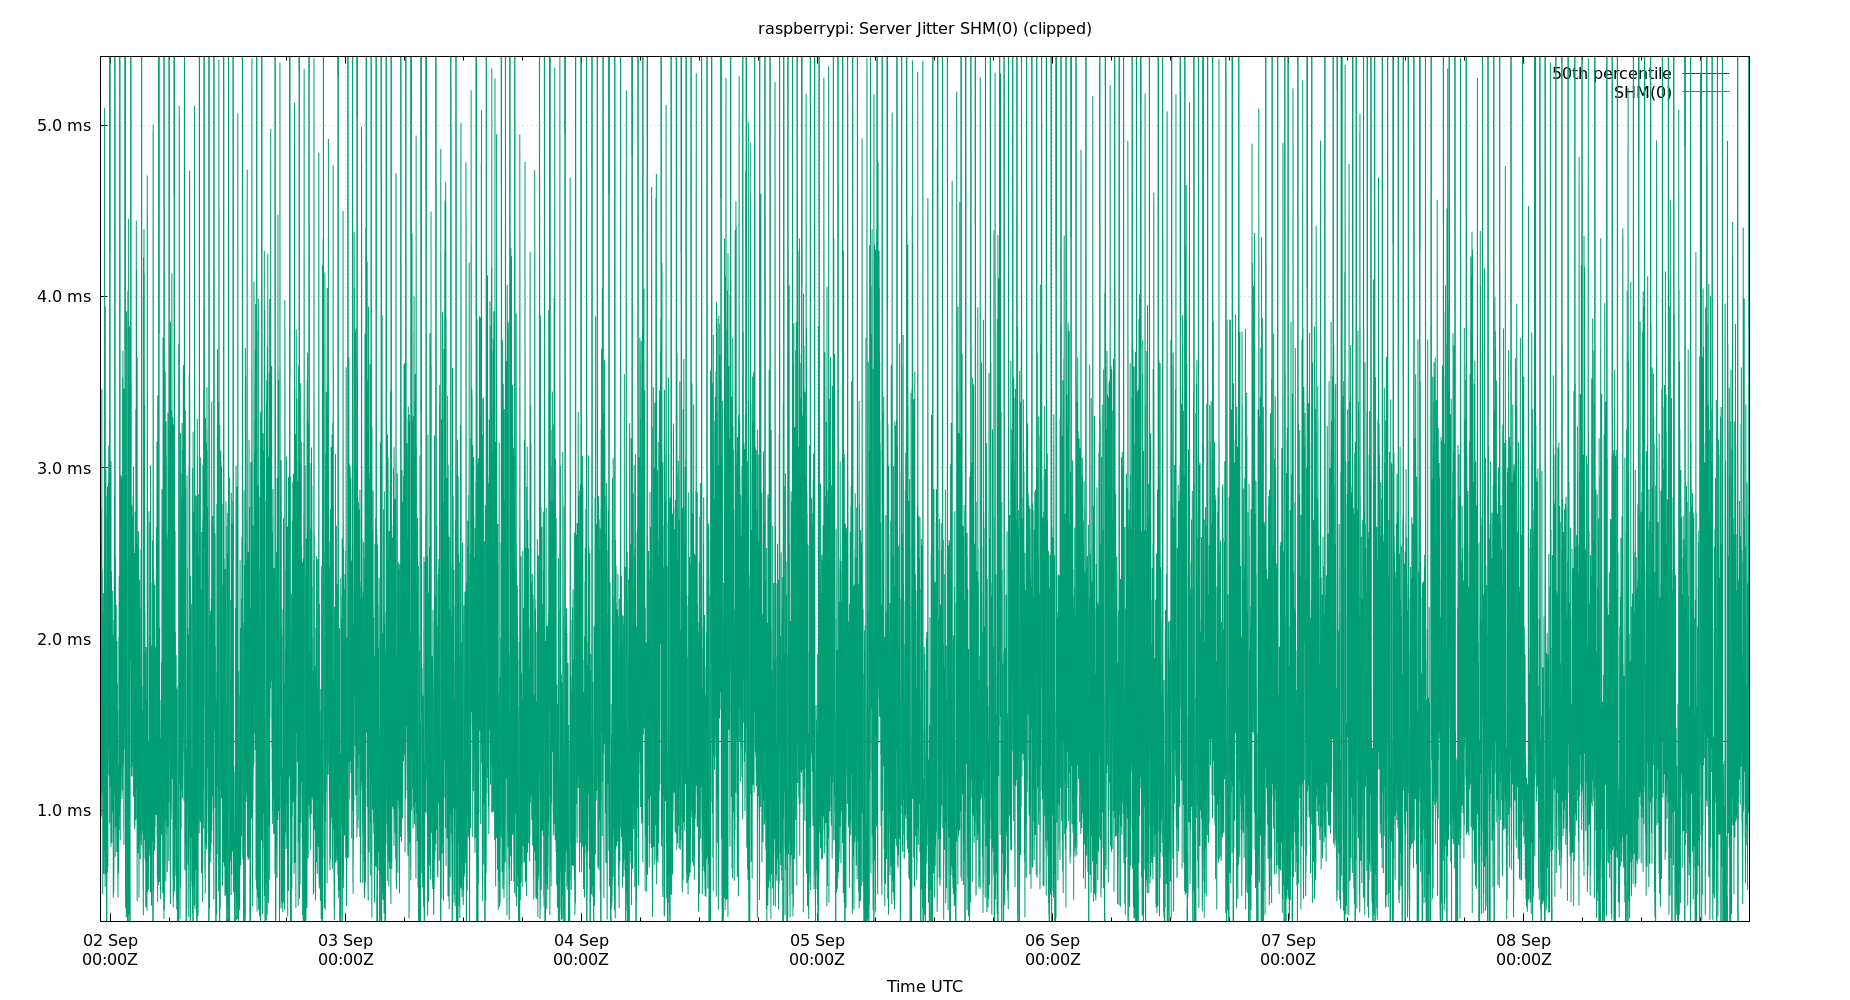 raspberrypi: Server Jitter SHM(0) (clipped)
50th percentile
SHM(0)
5.0 ms
4.0 ms
3.0 ms
2.0 ms
1.0 ms
02 Sep 03 Sep 04 Sep 05 Sep 06 Sep 07 Sep 08 Sep
00:00Z 00:00Z 00:00Z 00:00Z 00:00Z 00:00Z 00:00Z
Time UTC